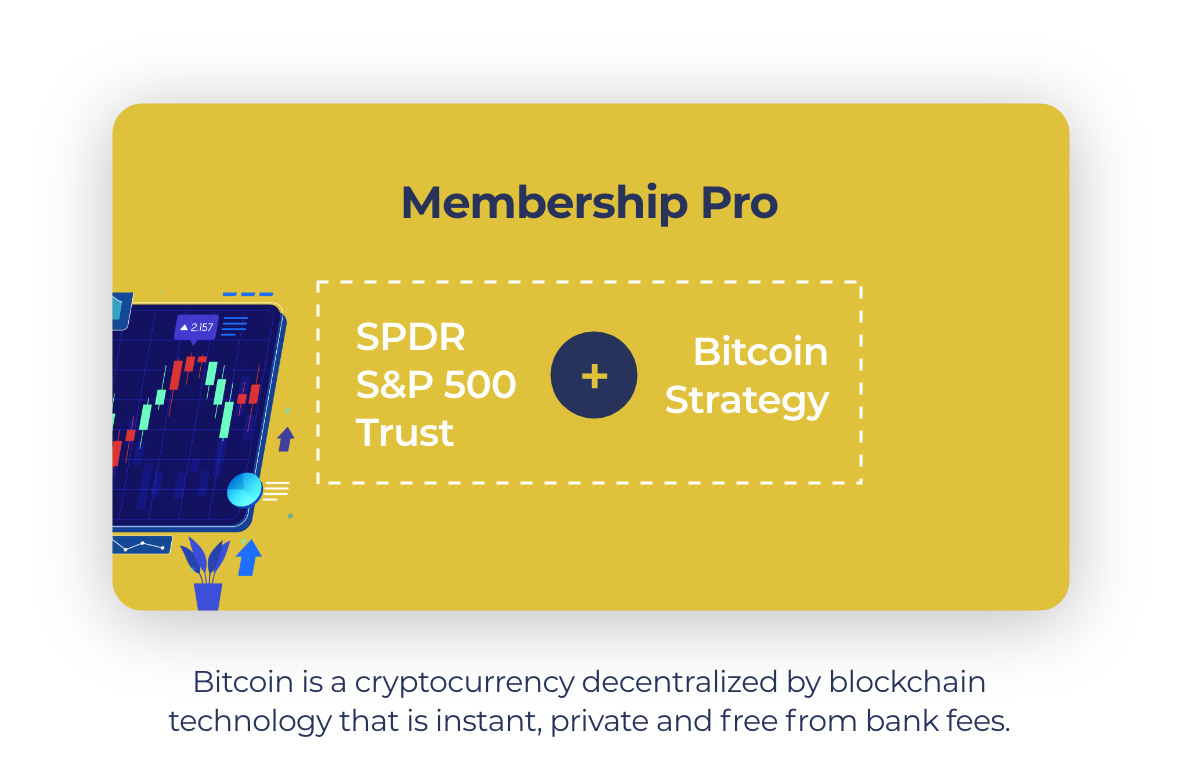 Membership Pro
SPDR
S&P 500
Trust
+
Bitcoin
Strategy
▲ 2.157
Bitcoin is a cryptocurrency decentralized by blockchain
technology that is instant, private and free from bank fees.